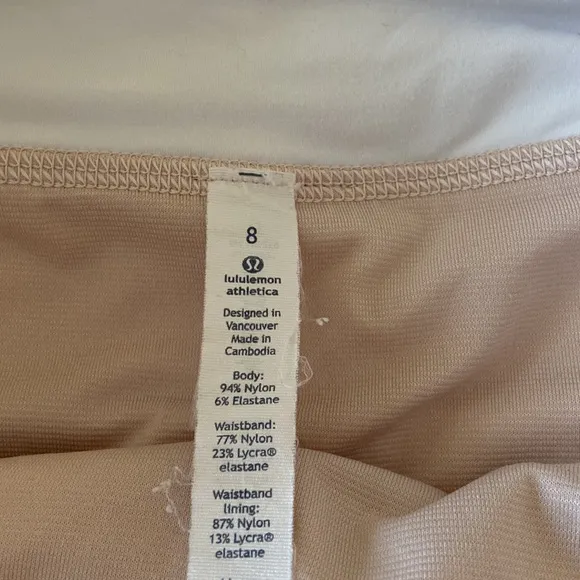 8
lululemon
athletica
Designed in
Vancouver
Made in
Cambodia
Body:
94% Nylon
6% Elastane
Waistband:
77% Nylon
23% Lycra®
elastane
Waistband
lining:
87% Nylon
13% Lycra®
elastane